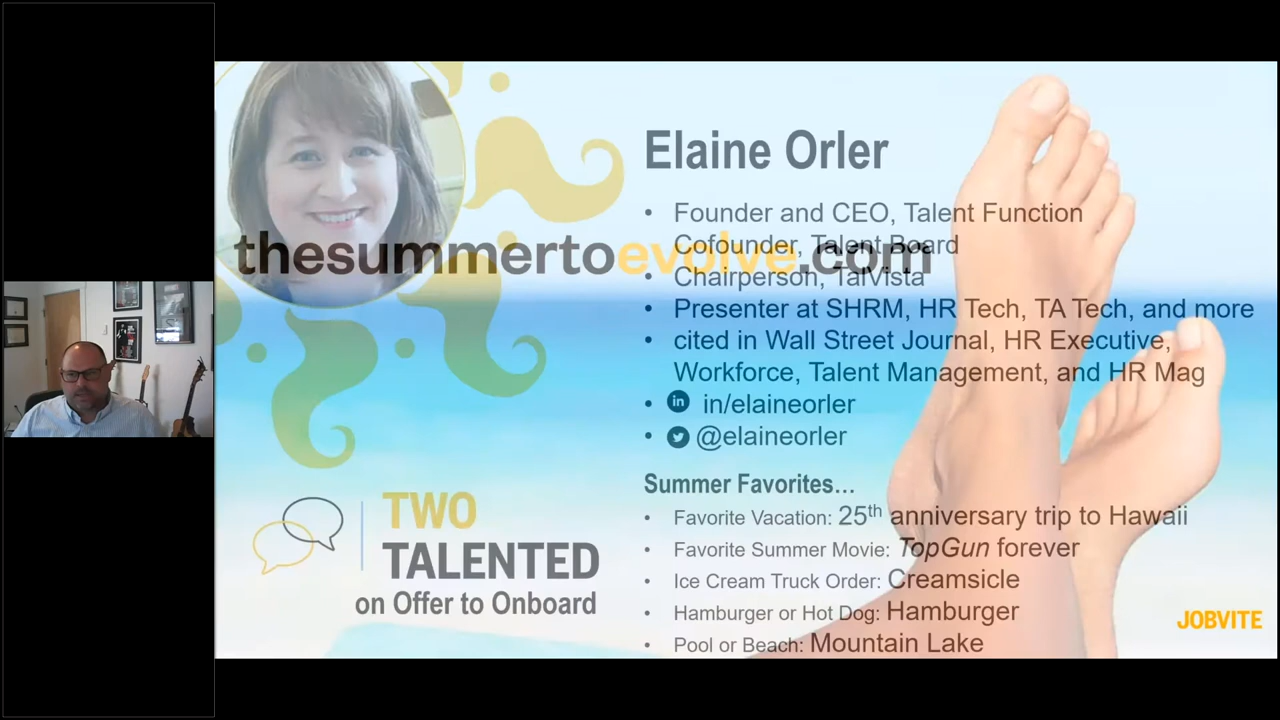 Elaine Orler
• Founder and CEO, Talent Function
Cofounder, Talent Board
thesummertoevolve.com
• Chairperson, TalVista
• Presenter at SHRM, HR Tech, TA Tech, and more
• cited in Wall Street Journal, HR Executive,
Workforce, Talent Management, and HR Mag
• in in/elaineorler
• @elaineorler
Summer Favorites…
• Favorite Vacation: 25th anniversary trip to Hawaii
• Favorite Summer Movie: TopGun forever
• Ice Cream Truck Order: Creamsicle
• Hamburger or Hot Dog: Hamburger
• Pool or Beach: Mountain Lake
TWO
TALENTED
on Offer to Onboard
JOBVITE